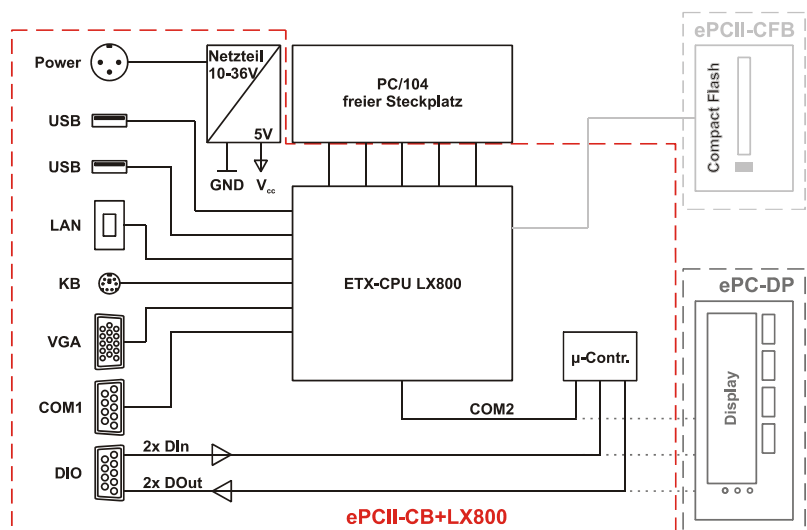 ePCII-CFB
Power
Netzteil
10-36V
5V
PC/104
freier Steckplatz
Compact Flash
USB
USB
GND
Vcc
LAN
KB
ETX-CPU LX800
ePC-DP
VGA
µ-Contr.
Display
COM1
COM2
DIO
2x DIn
2x DOut
ePCII-CB+LX800